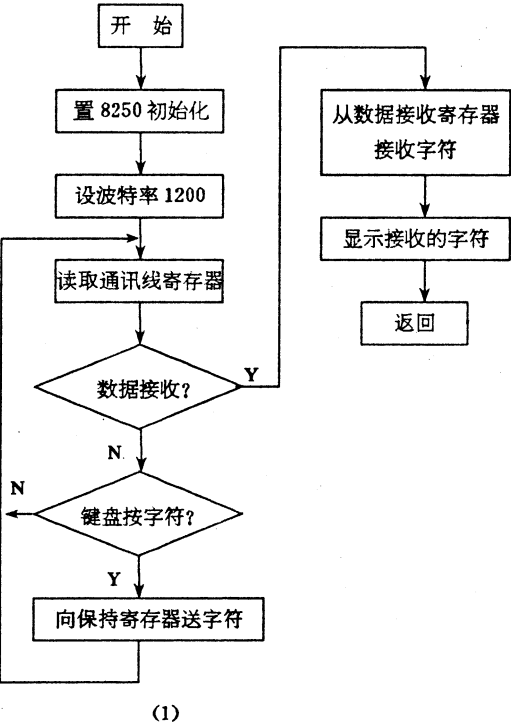 开 始
置8250初始化
设波特率1200
读取通讯线寄存器
数据接收?
Y
N
键盘按字符?
N
Y
向保持寄存器送字符
从数据接收寄存器
接收字符
显示接收的字符
返回
(1)